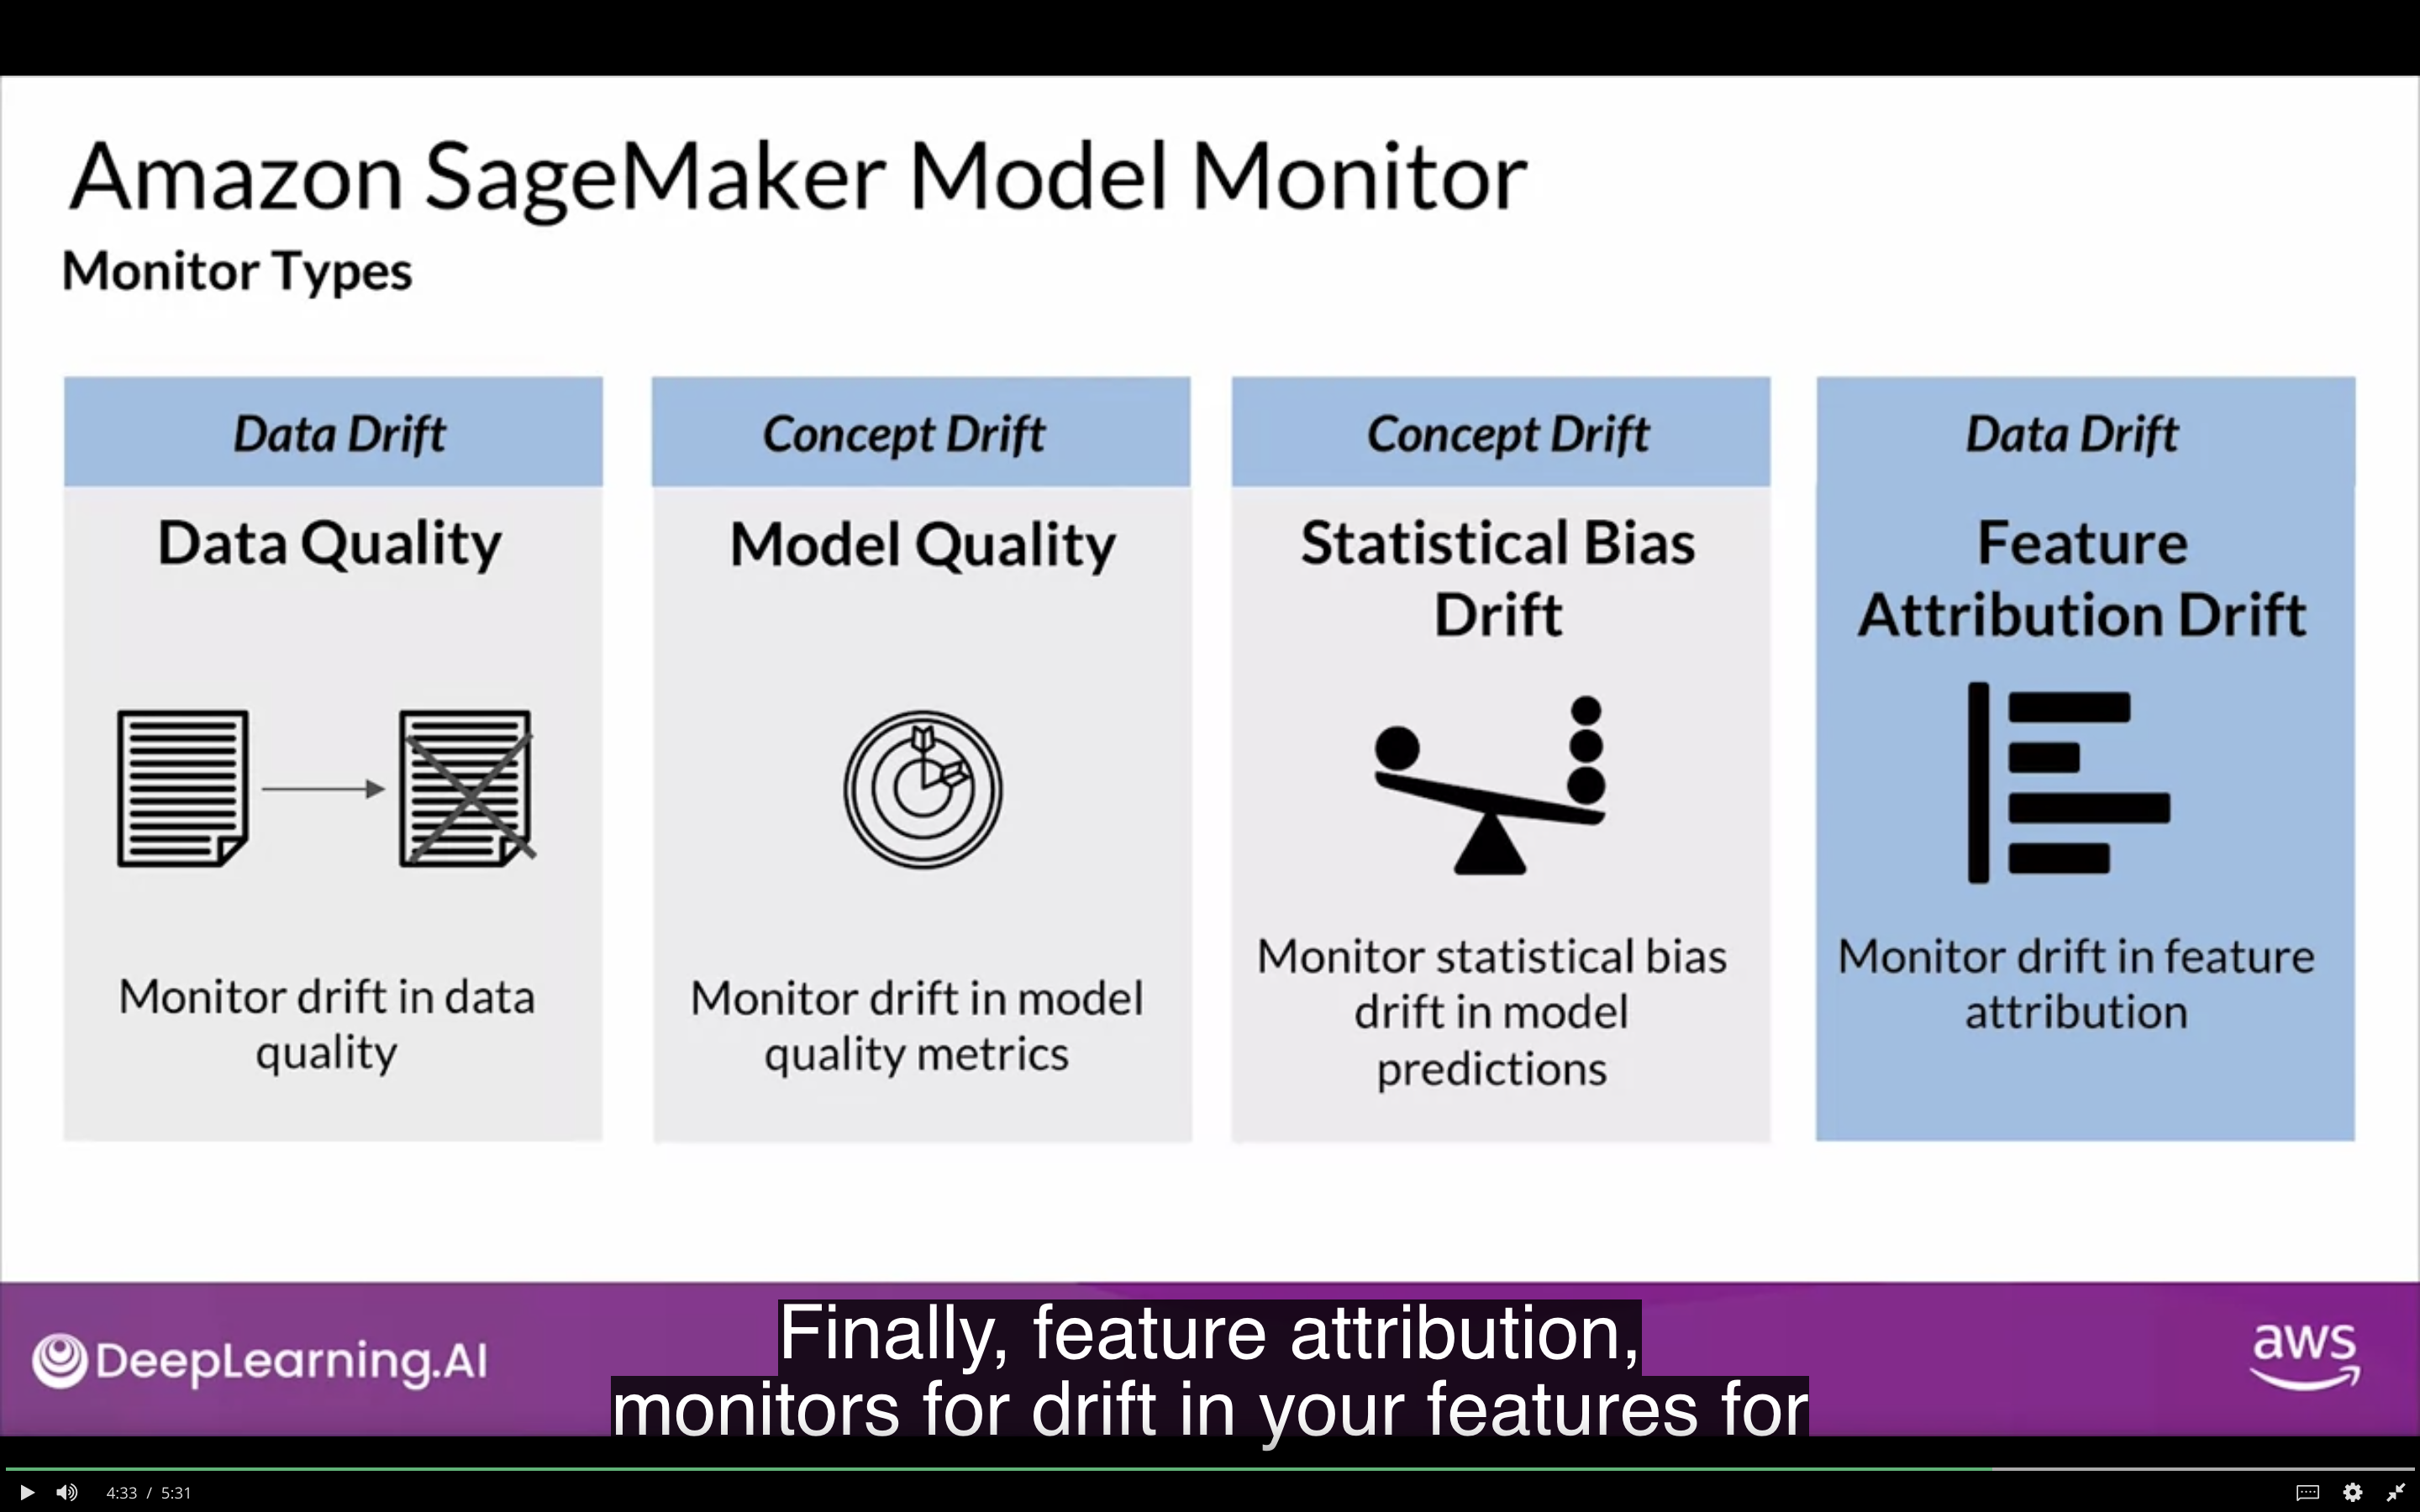 Amazon SageMaker Model Monitor
Monitor Types
Data Drift
Data Quality
Monitor drift in data
quality
Concept Drift
Model Quality
Monitor drift in model
quality metrics
Concept Drift
Statistical Bias
Drift
Monitor statistical bias
drift in model
predictions
Data Drift
Feature
Attribution Drift
Monitor drift in feature
attribution
DeepLearning.AI
Finally, feature attribution,
monitors for drift in your features for
aws
4:33 / 5:31